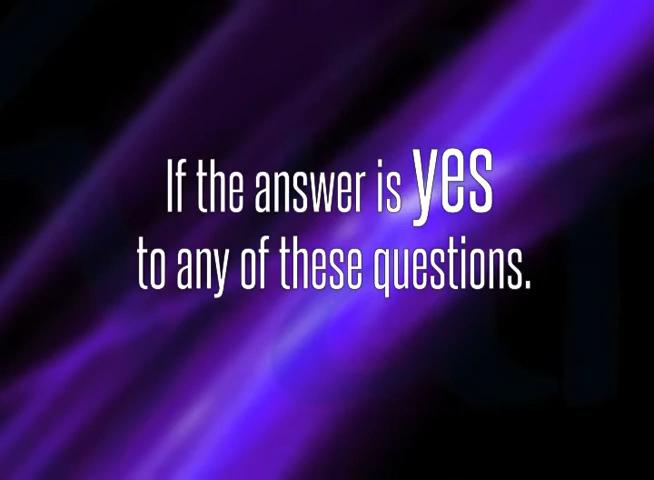 If the answer is yes
to any of these questions.